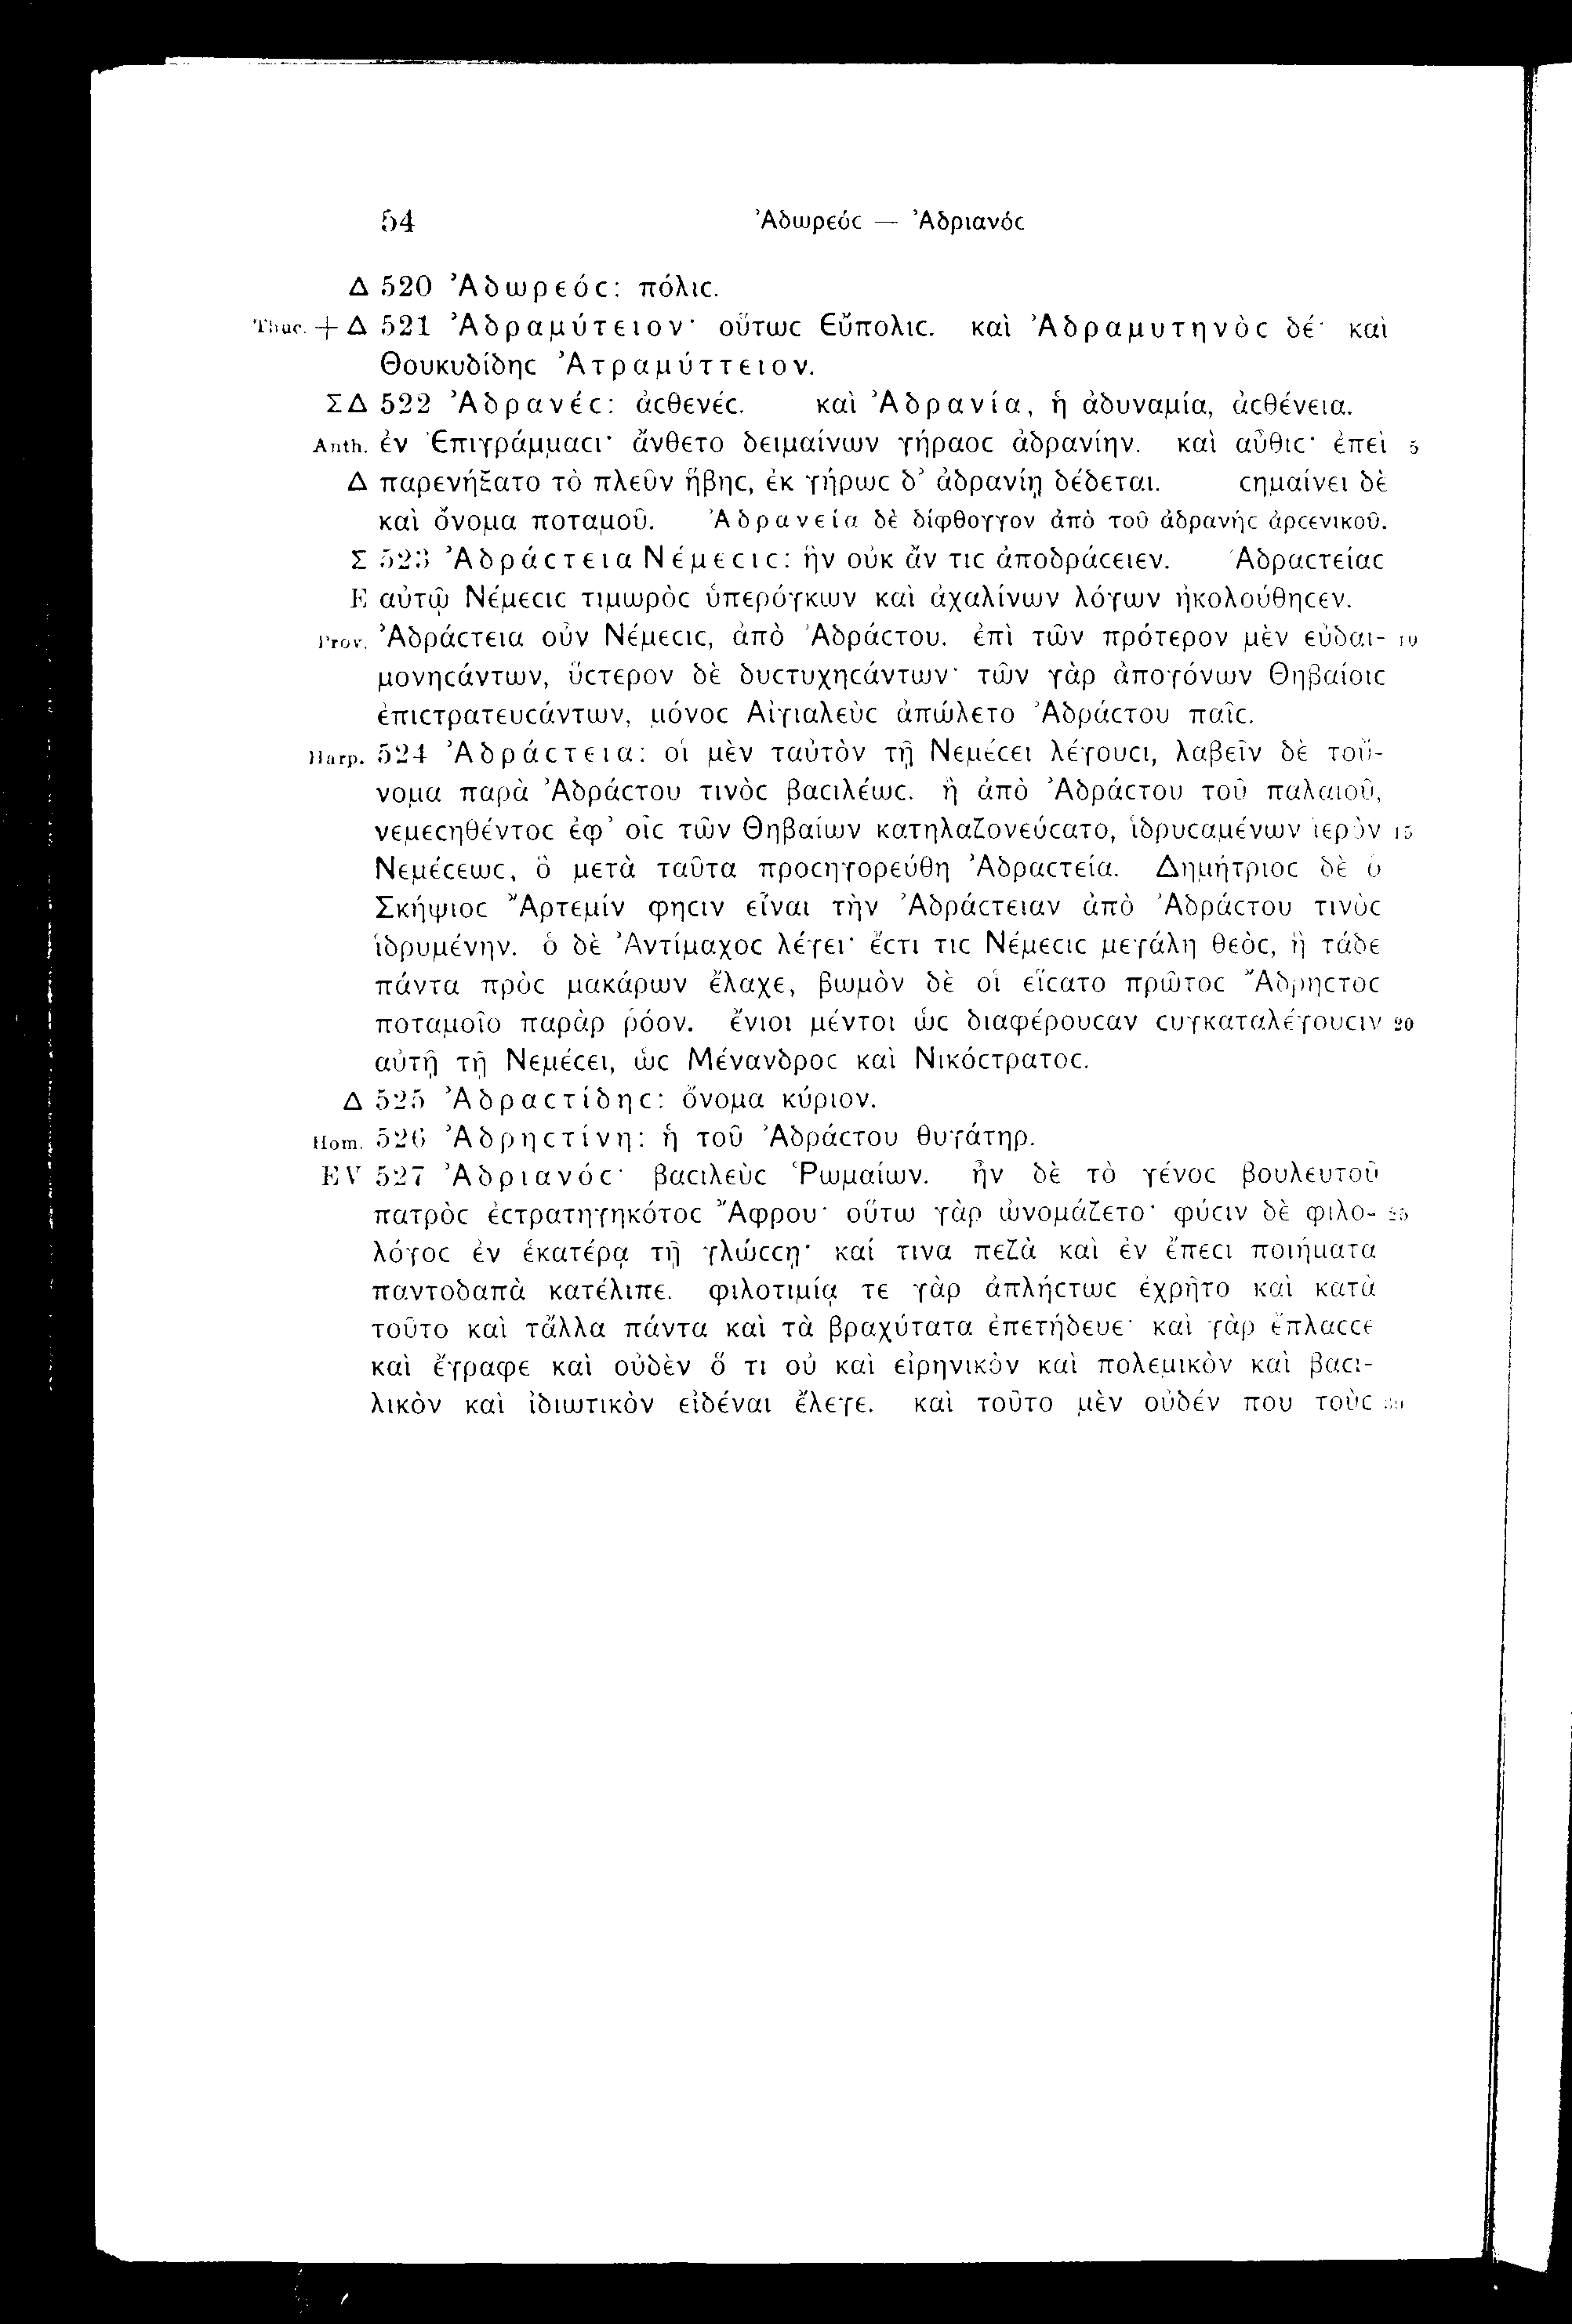 54 Ἀδωρεόϲ — Ἀδριανόϲ
Δ 520 Ἀδωρεόϲ: πόλιϲ.
Thuc. + Δ 521 Ἀδραμύτειον· οὕτωϲ Εὔπολιϲ. καὶ Ἀδραμυτηνὸϲ δέ· καὶ
Θουκυδίδηϲ Ἀτραμύττειον.
ΣΔ 522 Ἀδρανέϲ: ἀϲθενέϲ. καὶ Ἀδρανία, ἡ ἀδυναμία, ἀϲθένεια.
Anth. ἐν Ἐπιγράμμαϲι· ἄνθετο δειμαίνων γήραοϲ ἀδρανίην. καὶ αὖθιϲ· ἐπεὶ 5
Δ παρενήξατο τὸ πλεῦν ἥβηϲ, ἐκ γήρωϲ δ’ ἀδρανίῃ δέδεται. ϲημαίνει δὲ
καὶ ὄνομα ποταμοῦ. Ἀδρανεία δὲ δίφθογγον ἀπὸ τοῦ ἀδρανήϲ ἀρϲενικοῦ.
Σ 523 Ἀδράϲτεια Νέμεϲιϲ: ἣν οὐκ ἄν τιϲ ἀποδράϲειεν. Ἀδραϲτείαϲ
E αὐτῷ Νέμεϲιϲ τιμωρὸϲ ὑπερόγκων καὶ ἀχαλίνων λόγων ἠκολούθηϲεν.
Prov. Ἀδράϲτεια οὖν Νέμεϲιϲ, ἀπὸ Ἀδράϲτου. ἐπὶ τῶν πρότερον μὲν εὐδαι- 10
μονηϲάντων, ὕϲτερον δὲ δυϲτυχηϲάντων· τῶν γὰρ ἀπογόνων Θηβαίοιϲ
ἐπιϲτρατευϲάντων, μόνοϲ Αἰγιαλεὺϲ ἀπώλετο Ἀδράϲτου παῖϲ.
Harp. 524 Ἀδράϲτεια: οἱ μὲν ταὐτὸν τῇ Νεμέϲει λέγουϲι, λαβεῖν δὲ τοὔ-
νομα παρὰ Ἀδράϲτου τινὸϲ βαϲιλέωϲ. ἢ ἀπὸ Ἀδράϲτου τοῦ παλαιοῦ,
νεμεϲηθέντοϲ ἐφ’ οἷϲ τῶν Θηβαίων κατηλαζονεύϲατο, ἱδρυϲαμένων ἱερὸν 15
Νεμέϲεωϲ, ὃ μετὰ ταῦτα προϲηγορεύθη Ἀδραϲτεία. Δημήτριοϲ δὲ ὁ
Σκήψιοϲ Ἄρτεμίν φηϲιν εἶναι τὴν Ἀδράϲτειαν ἀπὸ Ἀδράϲτου τινὸϲ
ἱδρυμένην. ὁ δὲ Ἀντίμαχοϲ λέγει· ἔϲτι τιϲ Νέμεϲιϲ μεγάλη θεὸϲ, ἣ τάδε
πάντα πρὸϲ μακάρων ἔλαχε, βωμὸν δὲ οἱ εἵϲατο πρῶτοϲ Ἄδρηϲτοϲ
ποταμοῖο παρὰρ ῥόον. ἔνιοι μέντοι ὡϲ διαφέρουϲαν ϲυγκαταλέγουϲιν 20
αὐτῇ τῇ Νεμέϲει, ὡϲ Μένανδροϲ καὶ Νικόϲτρατοϲ.
Δ 525 Ἀδραϲτίδηϲ: ὄνομα κύριον.
Hom. 526 Ἀδρηϲτίνη: ἡ τοῦ Ἀδράϲτου θυγάτηρ.
EV 527 Ἀδριανόϲ· βαϲιλεὺϲ Ῥωμαίων. ἦν δὲ τὸ γένοϲ βουλευτοῦ
πατρὸϲ ἐϲτρατηγηκότοϲ Ἄφρου· οὕτω γὰρ ὠνομάζετο· φύϲιν δὲ φιλο- 25
λόγοϲ ἐν ἑκατέρᾳ τῇ γλώϲϲῃ· καί τινα πεζὰ καὶ ἐν ἔπεϲι ποιήματα
παντοδαπὰ κατέλιπε. φιλοτιμίᾳ τε γὰρ ἀπλήϲτωϲ ἐχρῆτο καὶ κατὰ
τοῦτο καὶ τἄλλα πάντα καὶ τὰ βραχύτατα ἐπετήδευε· καὶ γὰρ ἔπλαϲϲε
καὶ ἔγραφε καὶ οὐδὲν ὅ τι οὐ καὶ εἰρηνικὸν καὶ πολεμικὸν καὶ βαϲι-
λικὸν καὶ ἰδιωτικὸν εἰδέναι ἔλεγε. καὶ τοῦτο μὲν οὐδέν που τοὺϲ 30